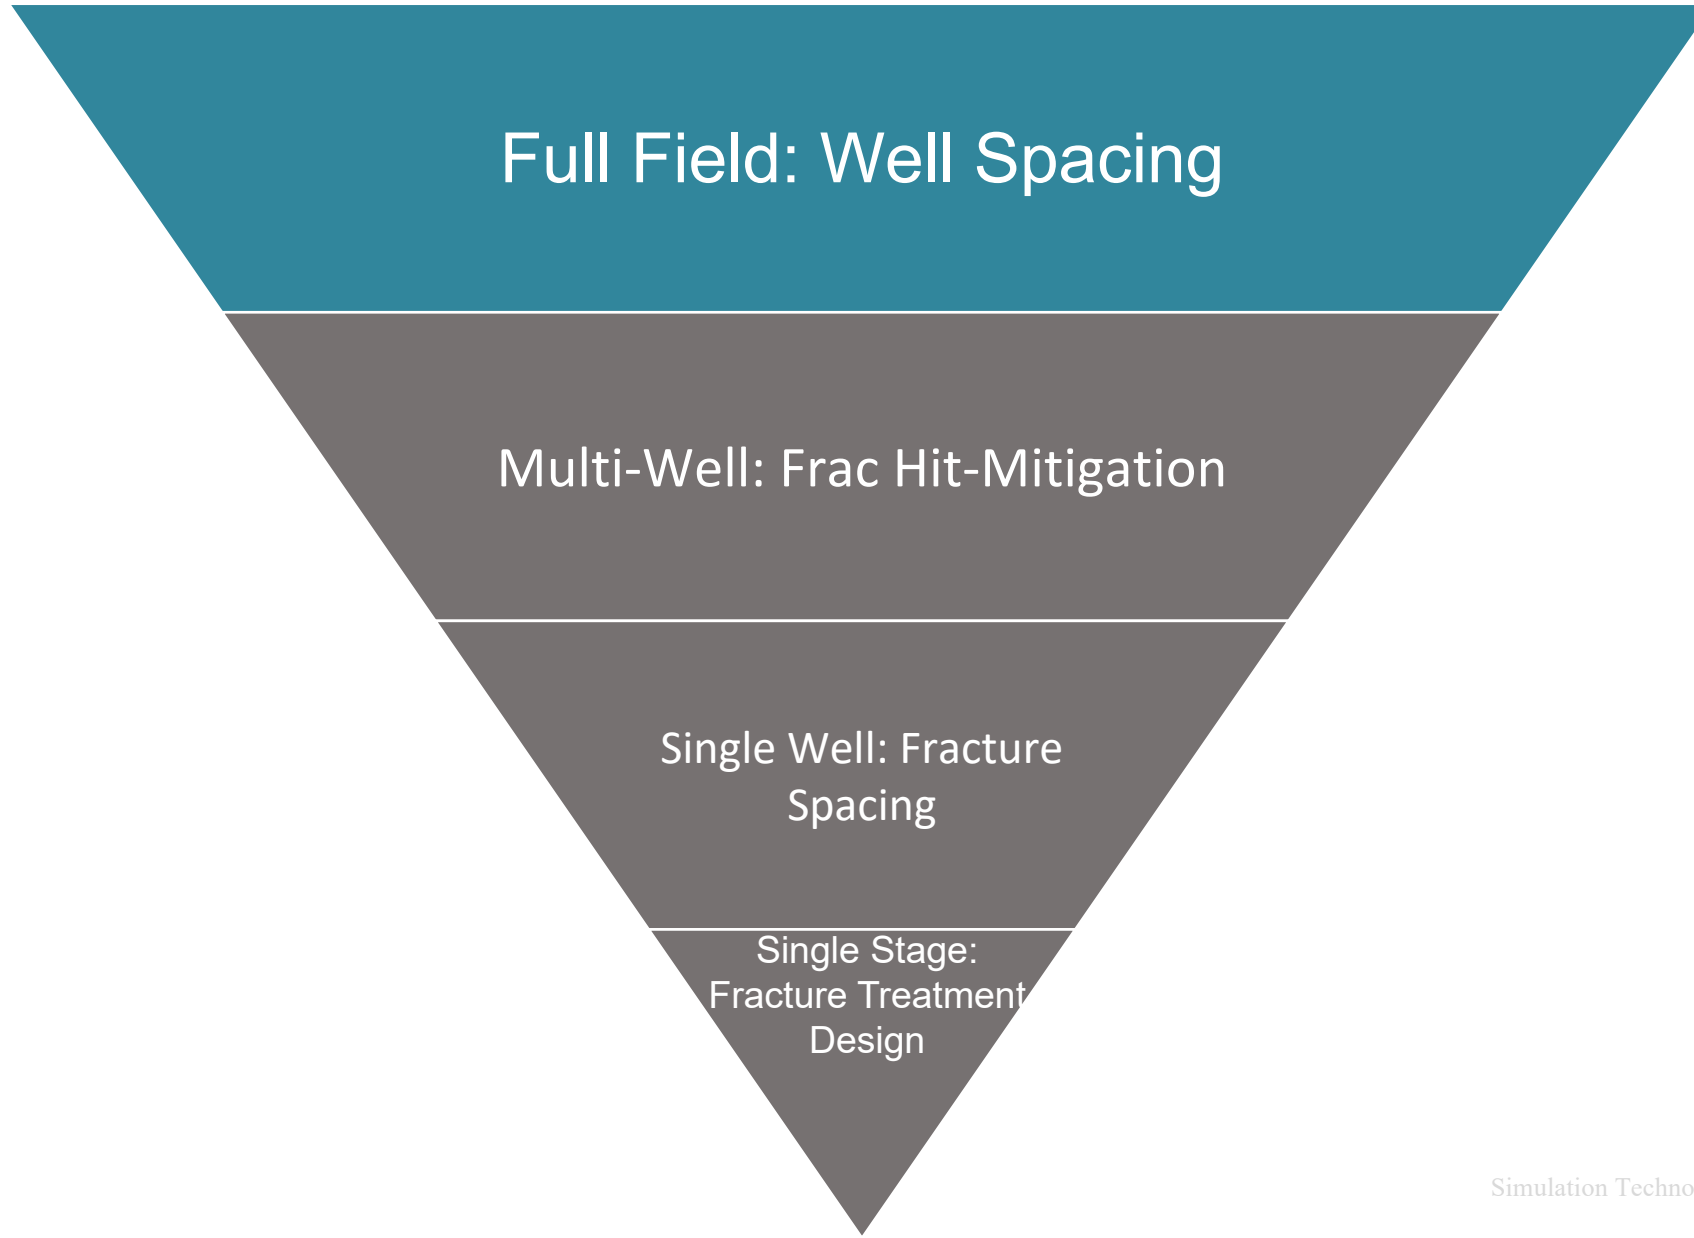 Full Field: Well Spacing
Multi-Well: Frac Hit-Mitigation
Single Well: Fracture
Spacing
Single Stage:
Fracture Treatment
Design
Simulation Techno